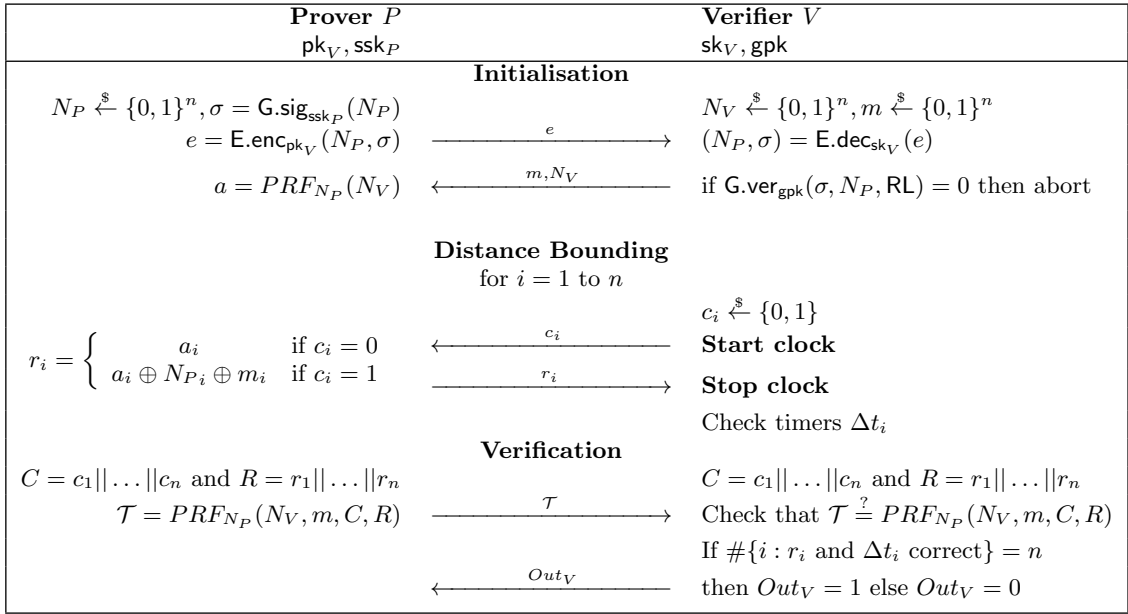 Prover P Verifier V
pk_V, ssk_P sk_V, gpk
Initialisation
N_P ←$ {0, 1}^n, σ = G.sig_{ssk_P}(N_P) N_V ←$ {0, 1}^n, m ←$ {0, 1}^n
e = E.enc_{pk_V}(N_P, σ) e (N_P, σ) = E.dec_{sk_V}(e)
a = PRF_{N_P}(N_V) m, N_V if G.ver_{gpk}(σ, N_P, RL) = 0 then abort
Distance Bounding
for i = 1 to n
c_i ←$ {0, 1}
c_i Start clock
r_i = { a_i if c_i = 0
a_i ⊕ N_{P_i} ⊕ m_i if c_i = 1
r_i Stop clock
Check timers Δt_i
Verification
C = c_1|| . . . ||c_n and R = r_1|| . . . ||r_n C = c_1|| . . . ||c_n and R = r_1|| . . . ||r_n
𝒯 = PRF_{N_P}(N_V, m, C, R) 𝒯 Check that 𝒯 ≟ PRF_{N_P}(N_V, m, C, R)
If #{i : r_i and Δt_i correct} = n
Out_V then Out_V = 1 else Out_V = 0